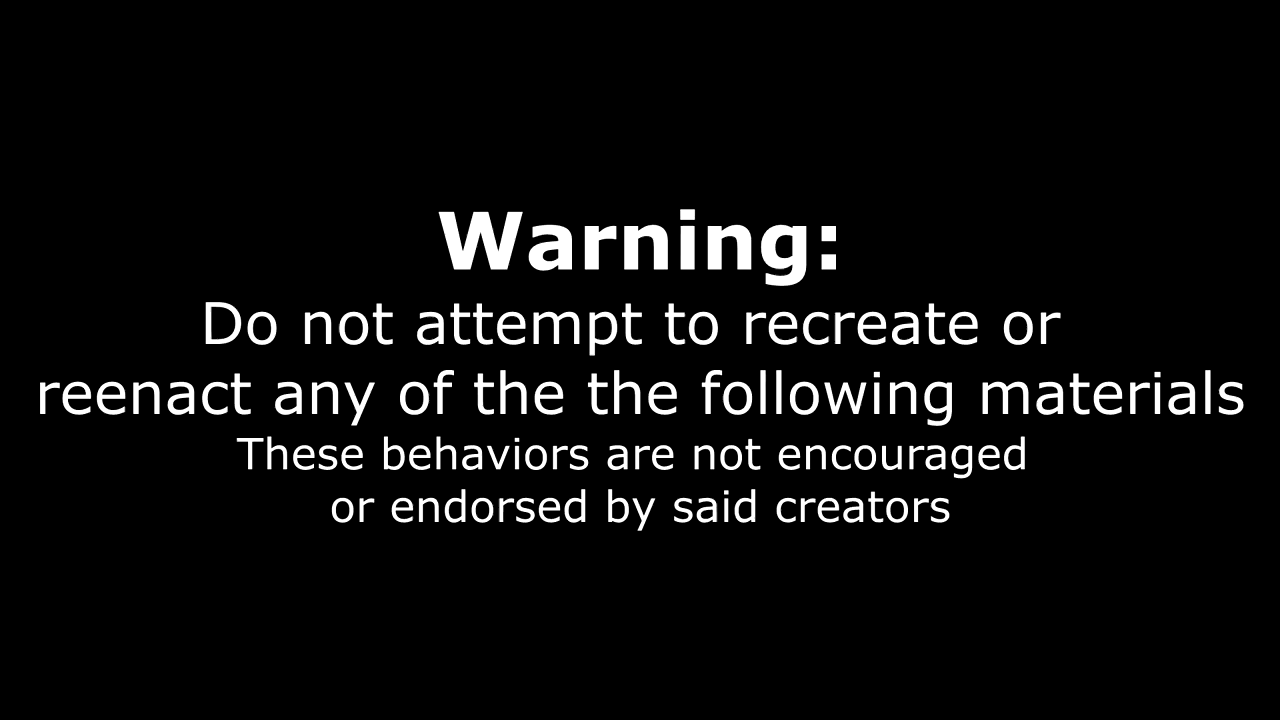 Warning:
Do not attempt to recreate or
reenact any of the the following materials
These behaviors are not encouraged
or endorsed by said creators